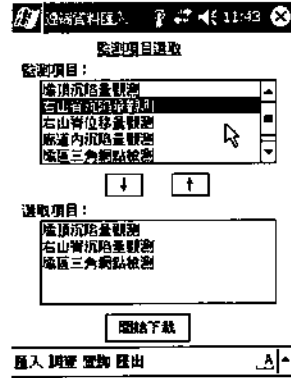 遠端資料匯入 11:43
監測項目選取
監測項目：
壩頂沉陷量觀測
右山脊沉陷量觀測
右山脊位移量觀測
廊道內沉陷量觀測
壩區三角網點檢測
選取項目：
壩頂沉陷量觀測
右山脊沉陷量觀測
壩區三角網點檢測
開始下載
匯入 調查 查詢 匯出